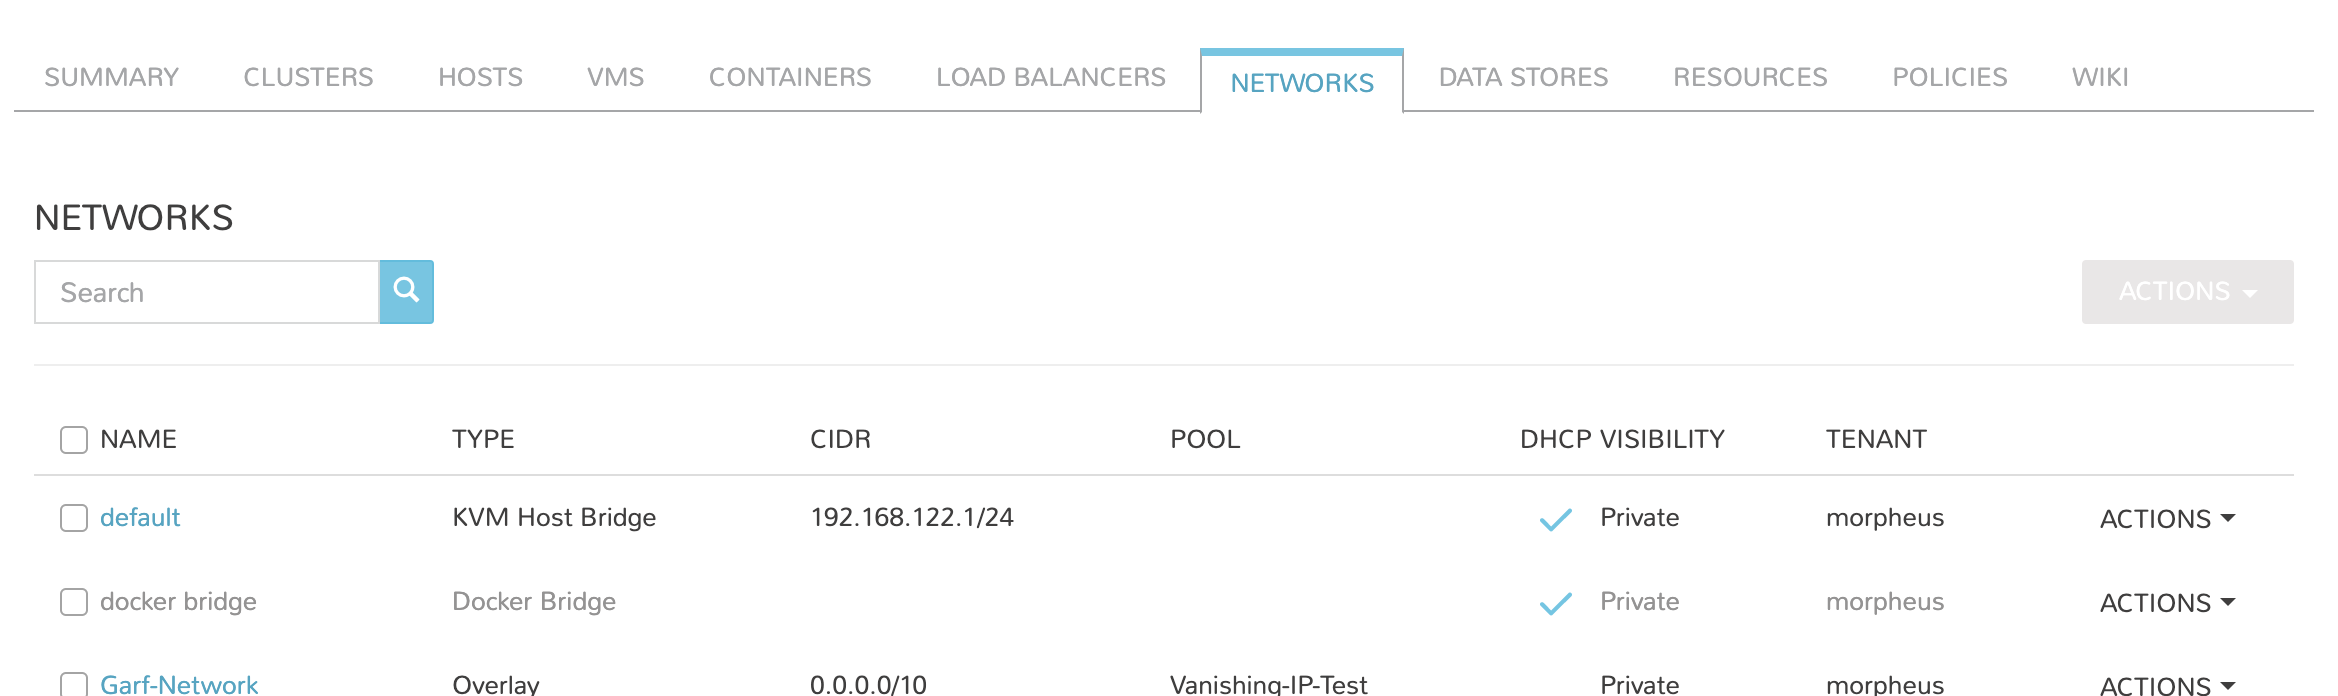 SUMMARY CLUSTERS HOSTS VMS CONTAINERS LOAD BALANCERS NETWORKS DATA STORES RESOURCES POLICIES WIKI
NETWORKS
Search ACTIONS
NAME TYPE CIDR POOL DHCP VISIBILITY TENANT
default KVM Host Bridge 192.168.122.1/24 Private morpheus ACTIONS
docker bridge Docker Bridge Private morpheus ACTIONS
Garf-Network Overlay 0.0.0.0/10 Vanishing-IP-Test Private morpheus ACTIONS